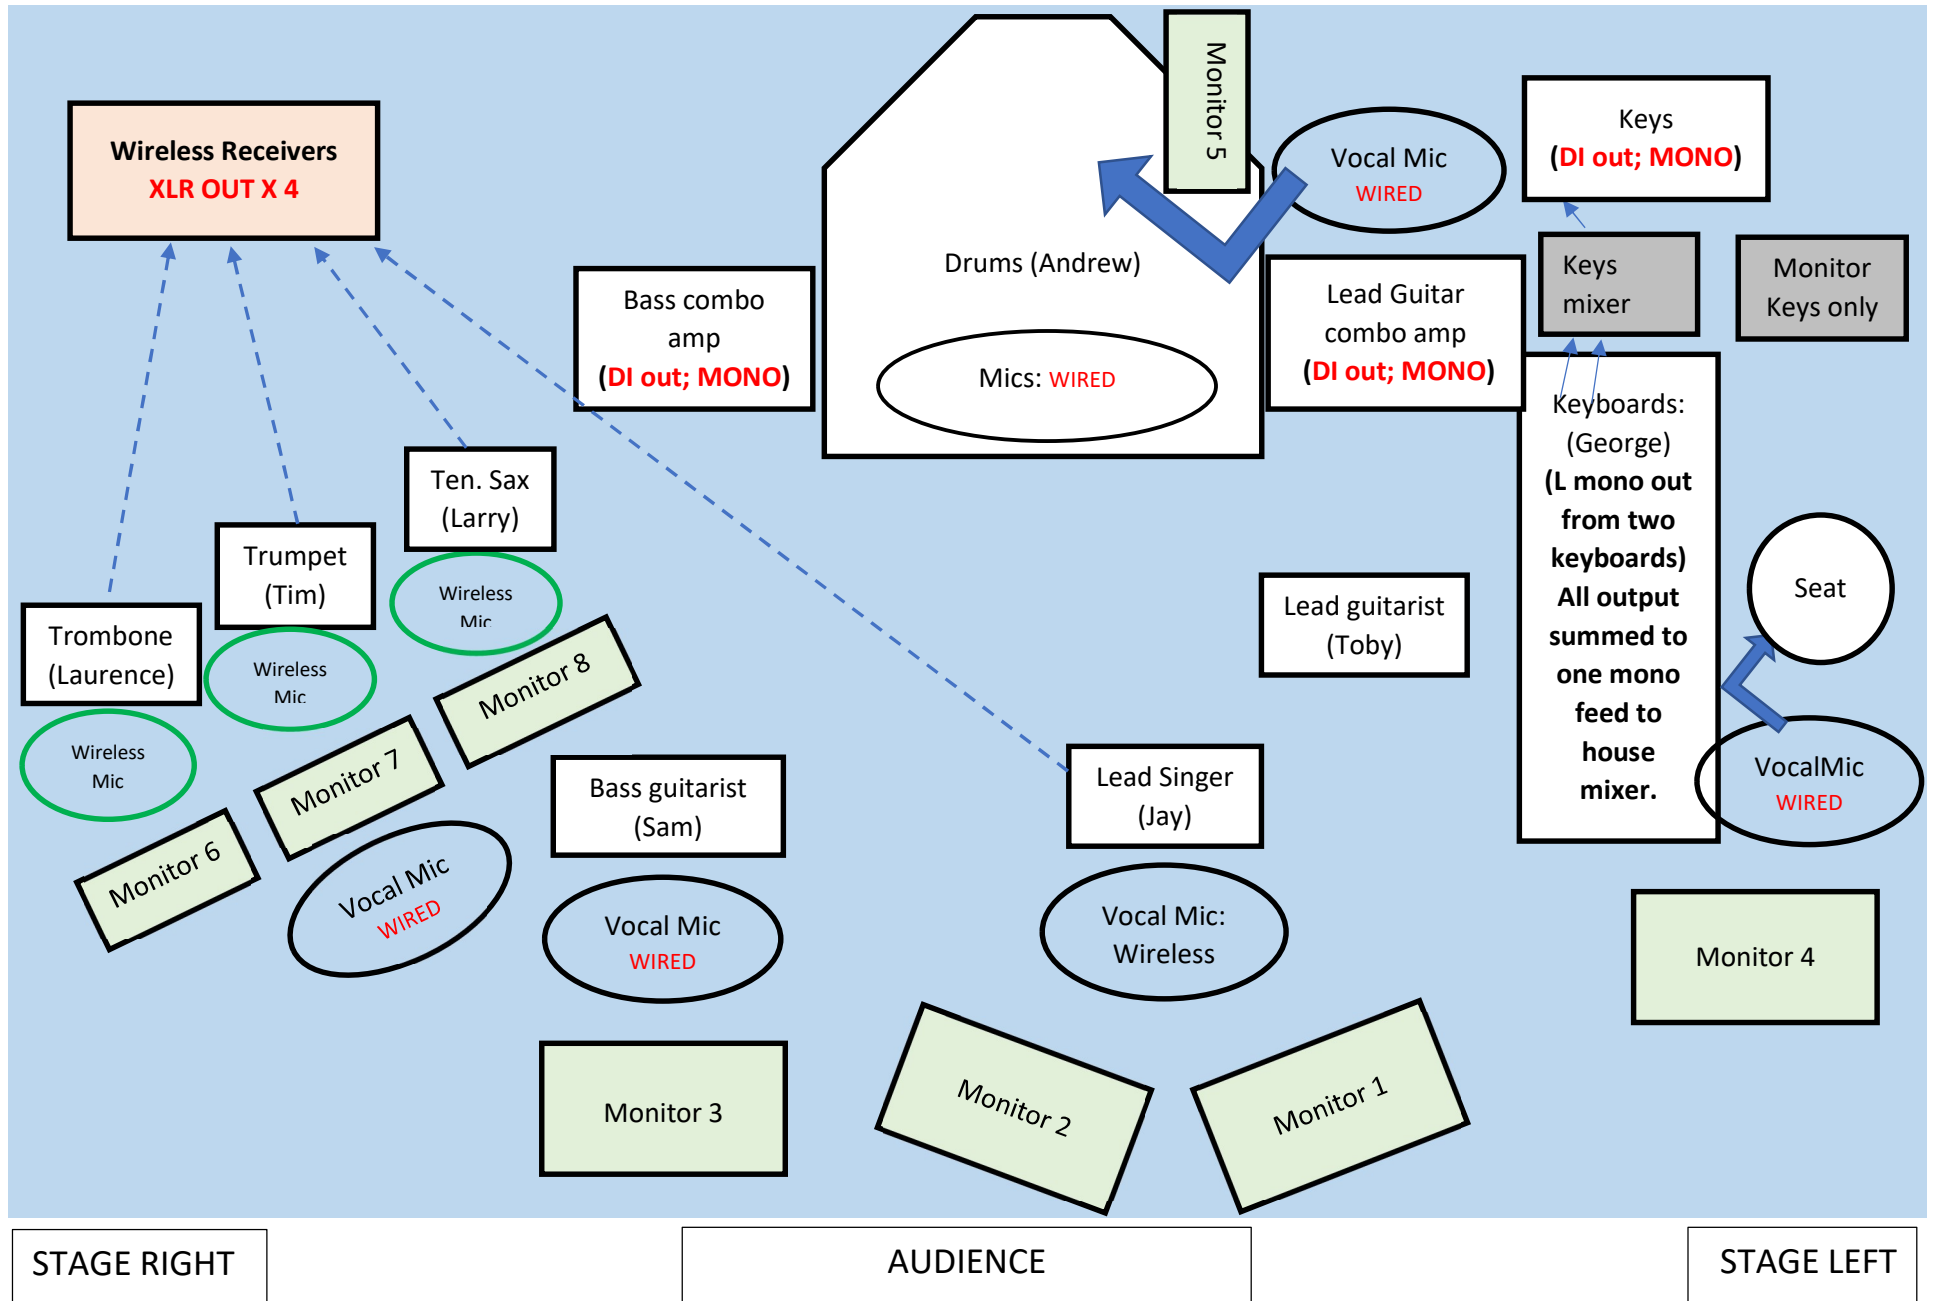 Wireless Receivers
XLR OUT X 4
Monitor 5
Vocal Mic
WIRED
Keys
(DI out; MONO)
Drums (Andrew)
Mics: WIRED
Bass combo
amp
(DI out; MONO)
Lead Guitar
combo amp
(DI out; MONO)
Keys
mixer
Monitor
Keys only
Keyboards:
(George)
(L mono out
from two
keyboards)
All output
summed to
one mono
feed to
house
mixer.
Seat
VocalMic
WIRED
Ten. Sax
(Larry)
Wireless
Mic
Trumpet
(Tim)
Wireless
Mic
Trombone
(Laurence)
Wireless
Mic
Monitor 8
Monitor 7
Monitor 6
Vocal Mic
WIRED
Bass guitarist
(Sam)
Vocal Mic
WIRED
Monitor 3
Lead guitarist
(Toby)
Lead Singer
(Jay)
Vocal Mic:
Wireless
Monitor 2
Monitor 1
Monitor 4
STAGE RIGHT
AUDIENCE
STAGE LEFT